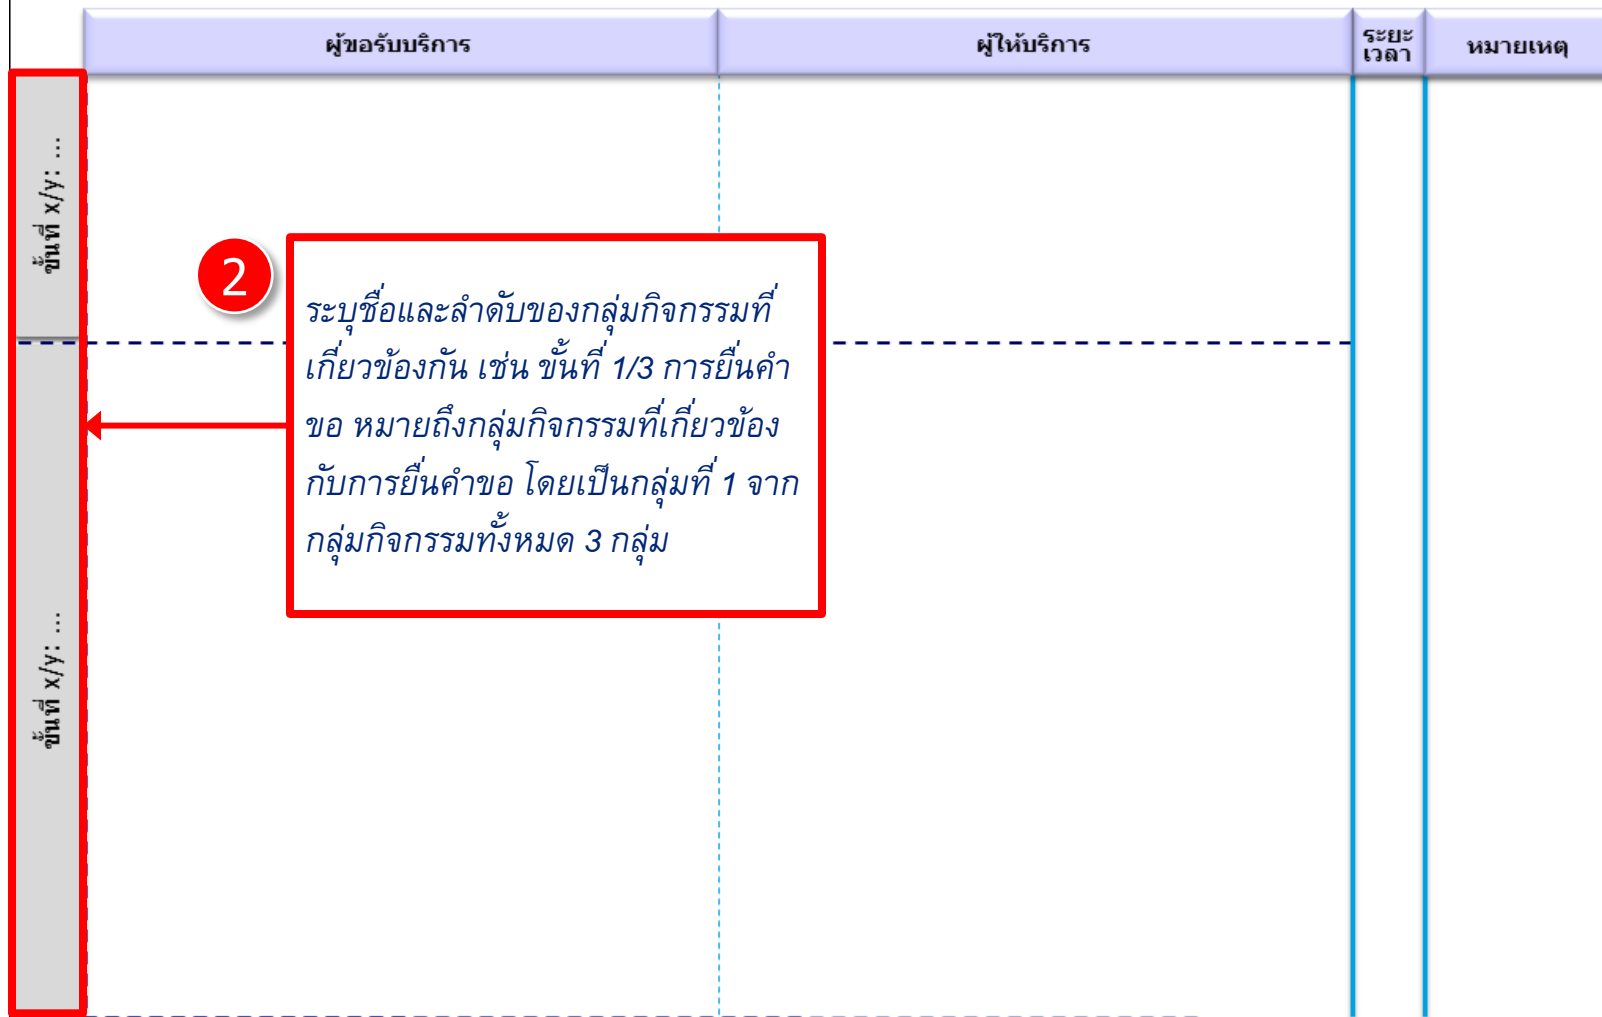 ผู้ขอรับบริการ
ผู้ให้บริการ
ระยะ
เวลา
หมายเหตุ
ขั้นที่ x/y: ...
2
ระบุชื่อและลำดับของกลุ่มกิจกรรมที่
เกี่ยวข้องกัน เช่น ขั้นที่ 1/3 การยื่นคำ
ขอ หมายถึงกลุ่มกิจกรรมที่เกี่ยวข้อง
กับการยื่นคำขอ โดยเป็นกลุ่มที่ 1 จาก
กลุ่มกิจกรรมทั้งหมด 3 กลุ่ม
ขั้นที่ x/y: ...